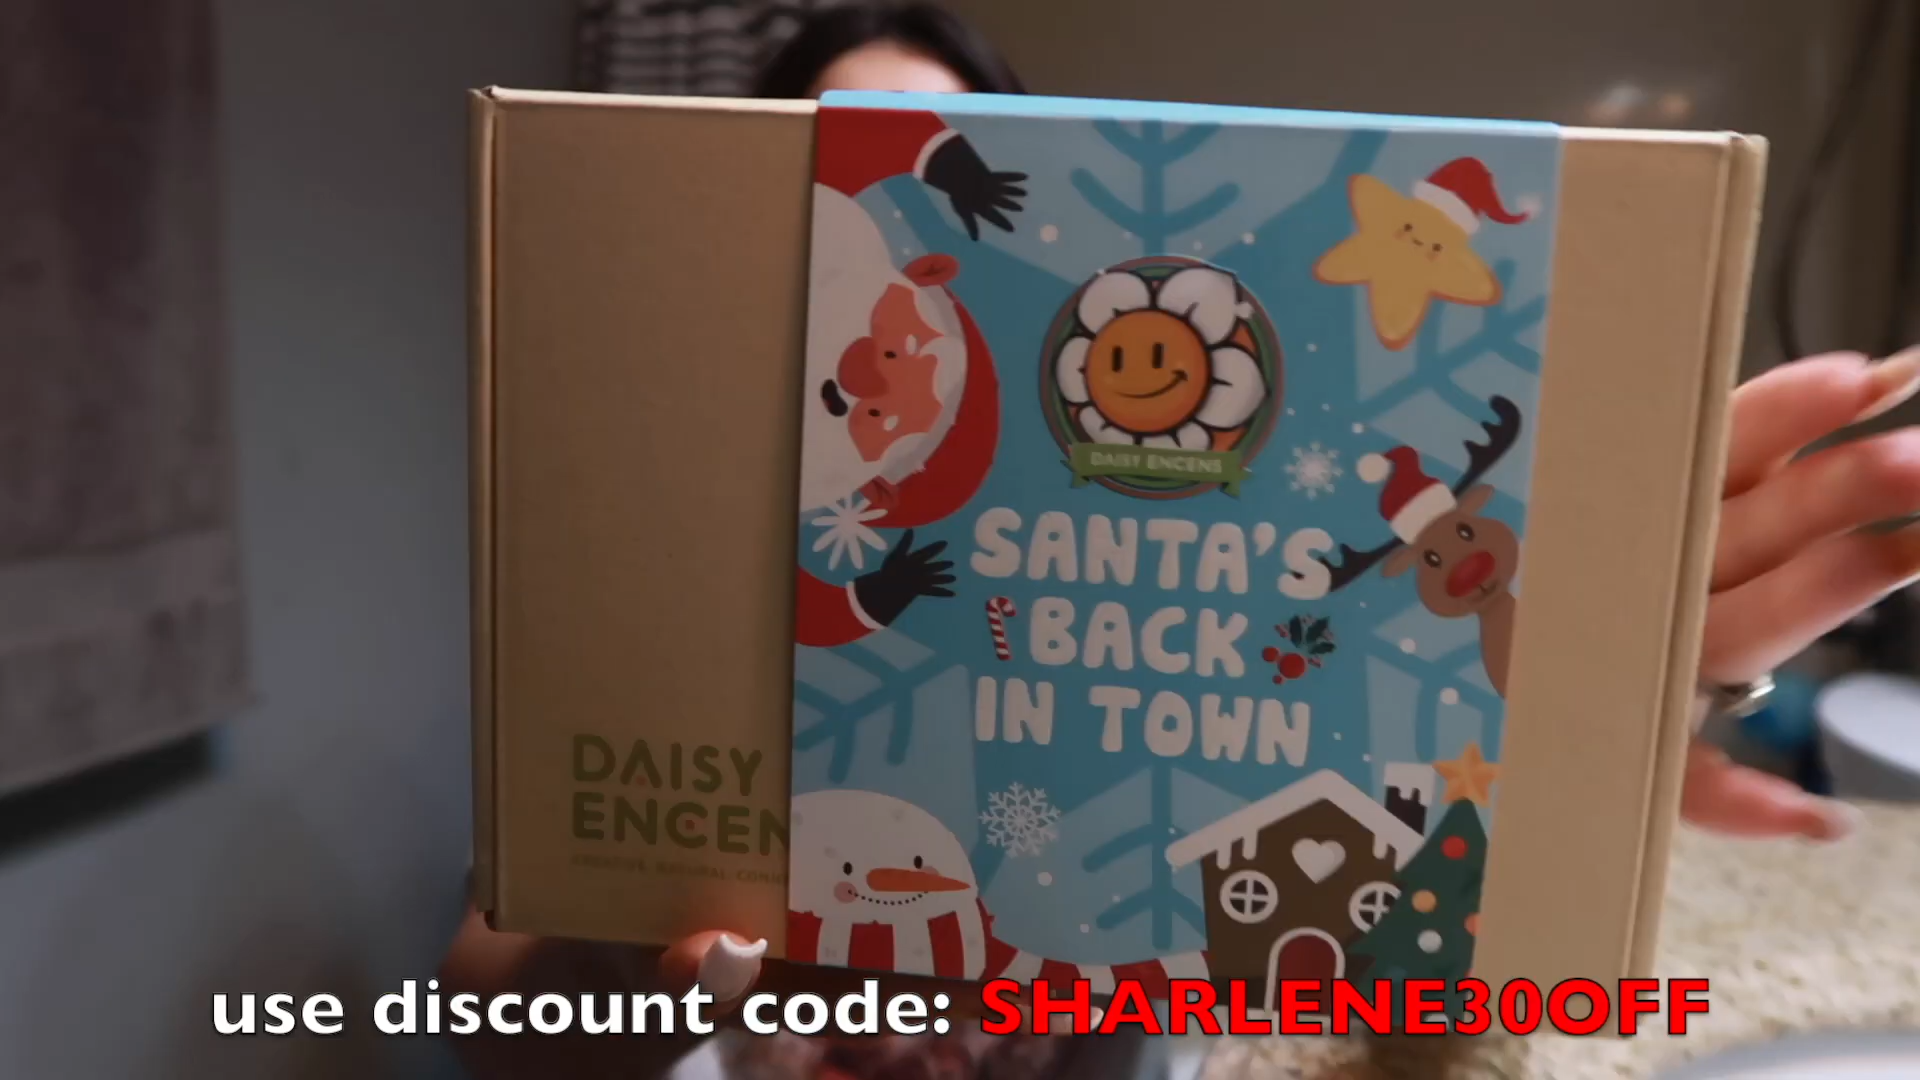 DAISY ENCENS
SANTA'S
BACK
IN TOWN
DAISY
ENCEN
use discount code: SHARLENE30OFF